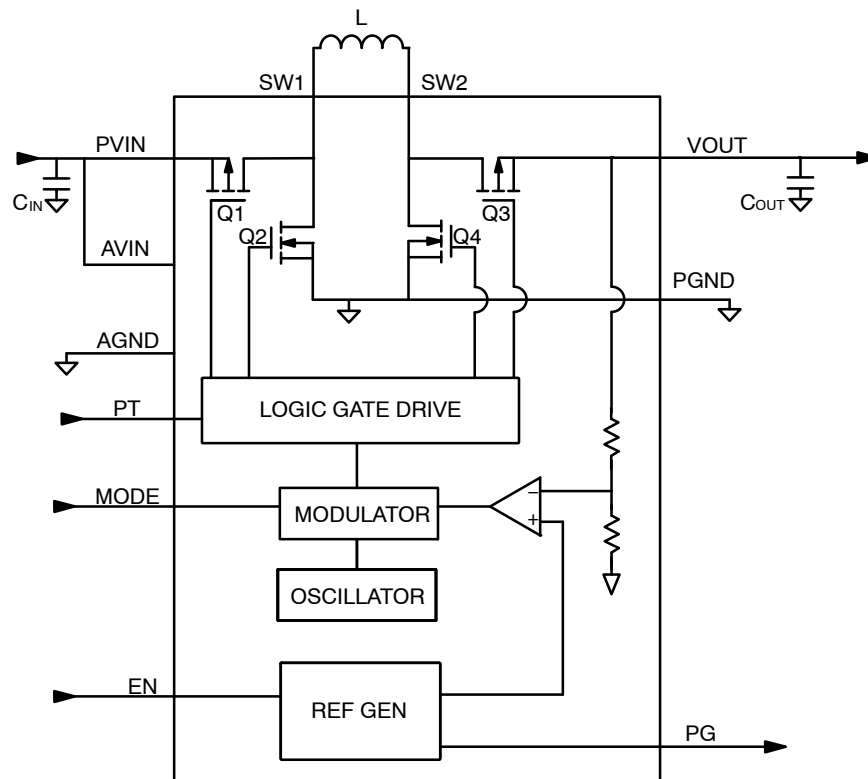 L
SW1 SW2
PVIN VOUT
CIN Q1 Q3 COUT
Q2 Q4
AVIN
PGND
AGND
LOGIC GATE DRIVE
PT
MODE
MODULATOR
−
+
OSCILLATOR
EN
REF GEN
PG